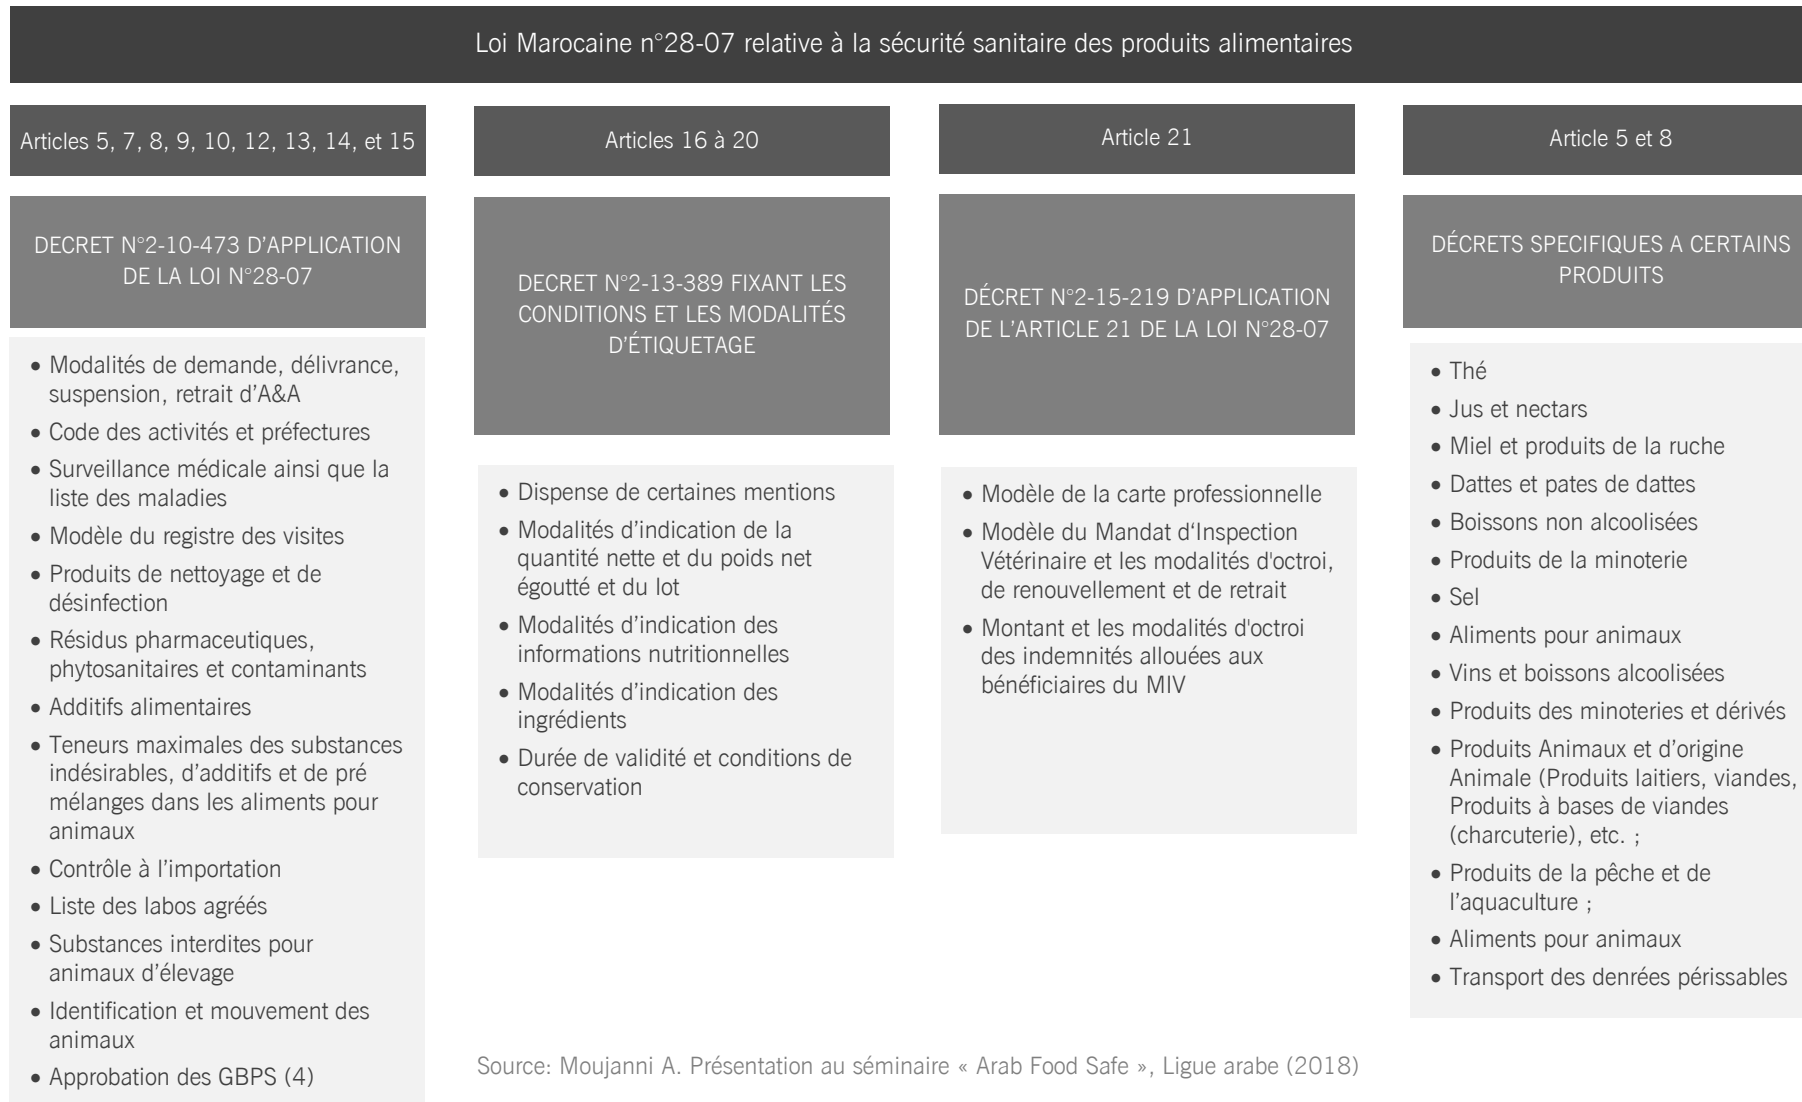 Loi Marocaine n°28-07 relative à la sécurité sanitaire des produits alimentaires
Articles 5, 7, 8, 9, 10, 12, 13, 14, et 15
DECRET N°2-10-473 D’APPLICATION
DE LA LOI N°28-07
• Modalités de demande, délivrance,
suspension, retrait d’A&A
• Code des activités et préfectures
• Surveillance médicale ainsi que la
liste des maladies
• Modèle du registre des visites
• Produits de nettoyage et de
désinfection
• Résidus pharmaceutiques,
phytosanitaires et contaminants
• Additifs alimentaires
• Teneurs maximales des substances
indésirables, d’additifs et de pré
mélanges dans les aliments pour
animaux
• Contrôle à l’importation
• Liste des labos agréés
• Substances interdites pour
animaux d’élevage
• Identification et mouvement des
animaux
• Approbation des GBPS (4)
Articles 16 à 20
DECRET N°2-13-389 FIXANT LES
CONDITIONS ET LES MODALITÉS
D’ÉTIQUETAGE
• Dispense de certaines mentions
• Modalités d’indication de la
quantité nette et du poids net
égoutté et du lot
• Modalités d’indication des
informations nutritionnelles
• Modalités d’indication des
ingrédients
• Durée de validité et conditions de
conservation
Article 21
DÉCRET N°2-15-219 D’APPLICATION
DE L’ARTICLE 21 DE LA LOI N°28-07
• Modèle de la carte professionnelle
• Modèle du Mandat d‘Inspection
Vétérinaire et les modalités d'octroi,
de renouvellement et de retrait
• Montant et les modalités d'octroi
des indemnités allouées aux
bénéficiaires du MIV
Article 5 et 8
DÉCRETS SPECIFIQUES A CERTAINS
PRODUITS
• Thé
• Jus et nectars
• Miel et produits de la ruche
• Dattes et pates de dattes
• Boissons non alcoolisées
• Produits de la minoterie
• Sel
• Aliments pour animaux
• Vins et boissons alcoolisées
• Produits des minoteries et dérivés
• Produits Animaux et d’origine
Animale (Produits laitiers, viandes,
Produits à bases de viandes
(charcuterie), etc. ;
• Produits de la pêche et de
l’aquaculture ;
• Aliments pour animaux
• Transport des denrées périssables
Source: Moujanni A. Présentation au séminaire « Arab Food Safe », Ligue arabe (2018)